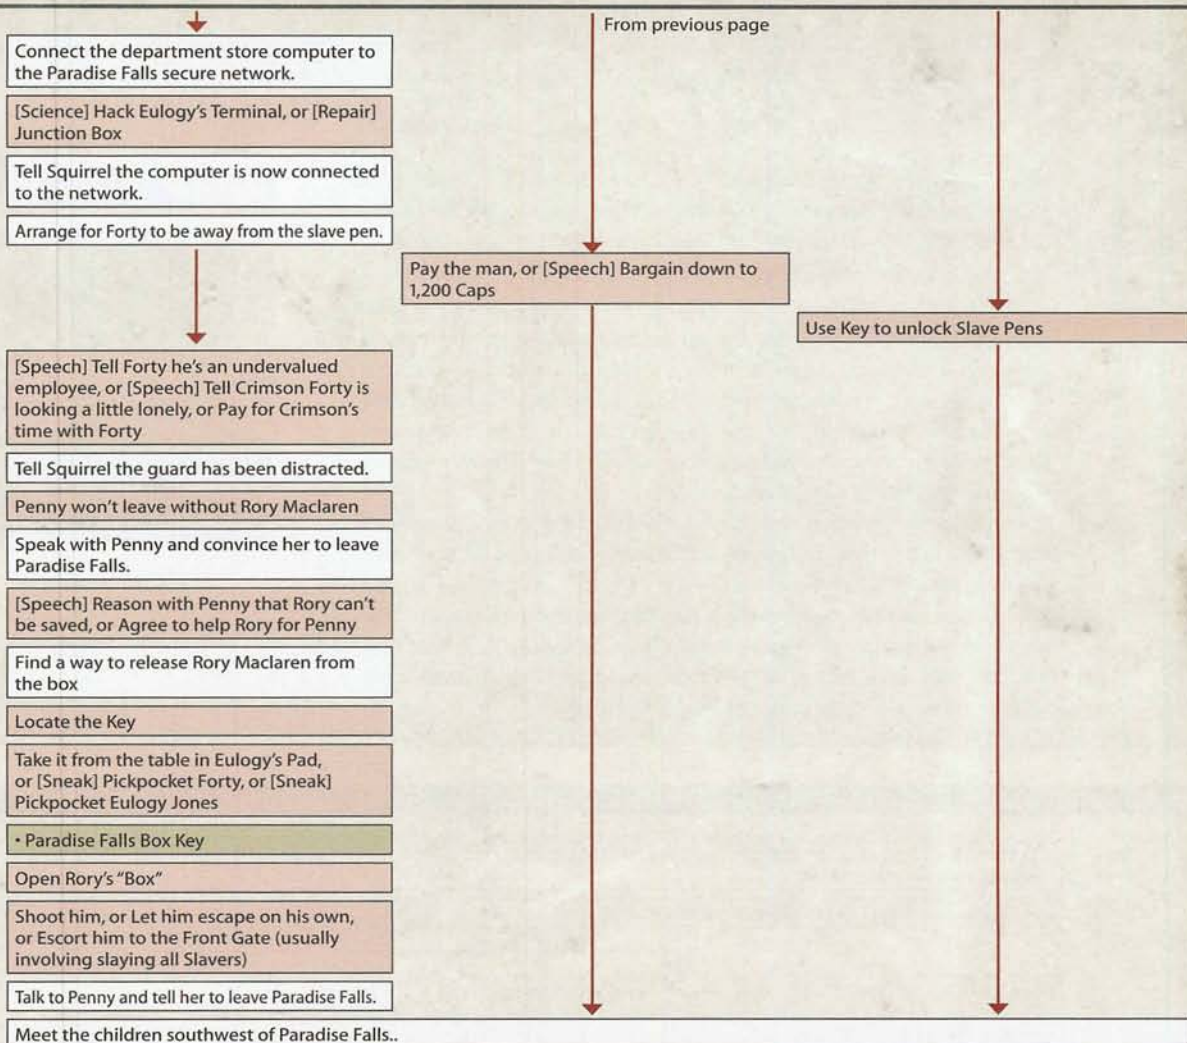 From previous page
Connect the department store computer to
the Paradise Falls secure network.
[Science] Hack Eulogy's Terminal, or [Repair]
Junction Box
Tell Squirrel the computer is now connected
to the network.
Arrange for Forty to be away from the slave pen.
Pay the man, or [Speech] Bargain down to
1,200 Caps
Use Key to unlock Slave Pens
[Speech] Tell Forty he's an undervalued
employee, or [Speech] Tell Crimson Forty is
looking a little lonely, or Pay for Crimson's
time with Forty
Tell Squirrel the guard has been distracted.
Penny won't leave without Rory Maclaren
Speak with Penny and convince her to leave
Paradise Falls.
[Speech] Reason with Penny that Rory can't
be saved, or Agree to help Rory for Penny
Find a way to release Rory Maclaren from
the box
Locate the Key
Take it from the table in Eulogy's Pad,
or [Sneak] Pickpocket Forty, or [Sneak]
Pickpocket Eulogy Jones
• Paradise Falls Box Key
Open Rory's "Box"
Shoot him, or Let him escape on his own,
or Escort him to the Front Gate (usually
involving slaying all Slavers)
Talk to Penny and tell her to leave Paradise Falls.
Meet the children southwest of Paradise Falls..